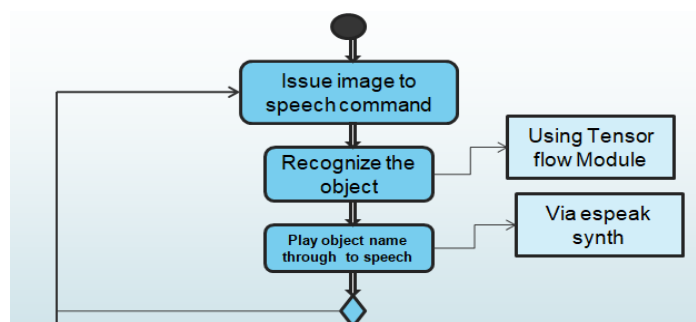 Issue image to
speech command
Recognize the
object
Using Tensor
flow Module
Play object name
through to speech
Via espeak
synth